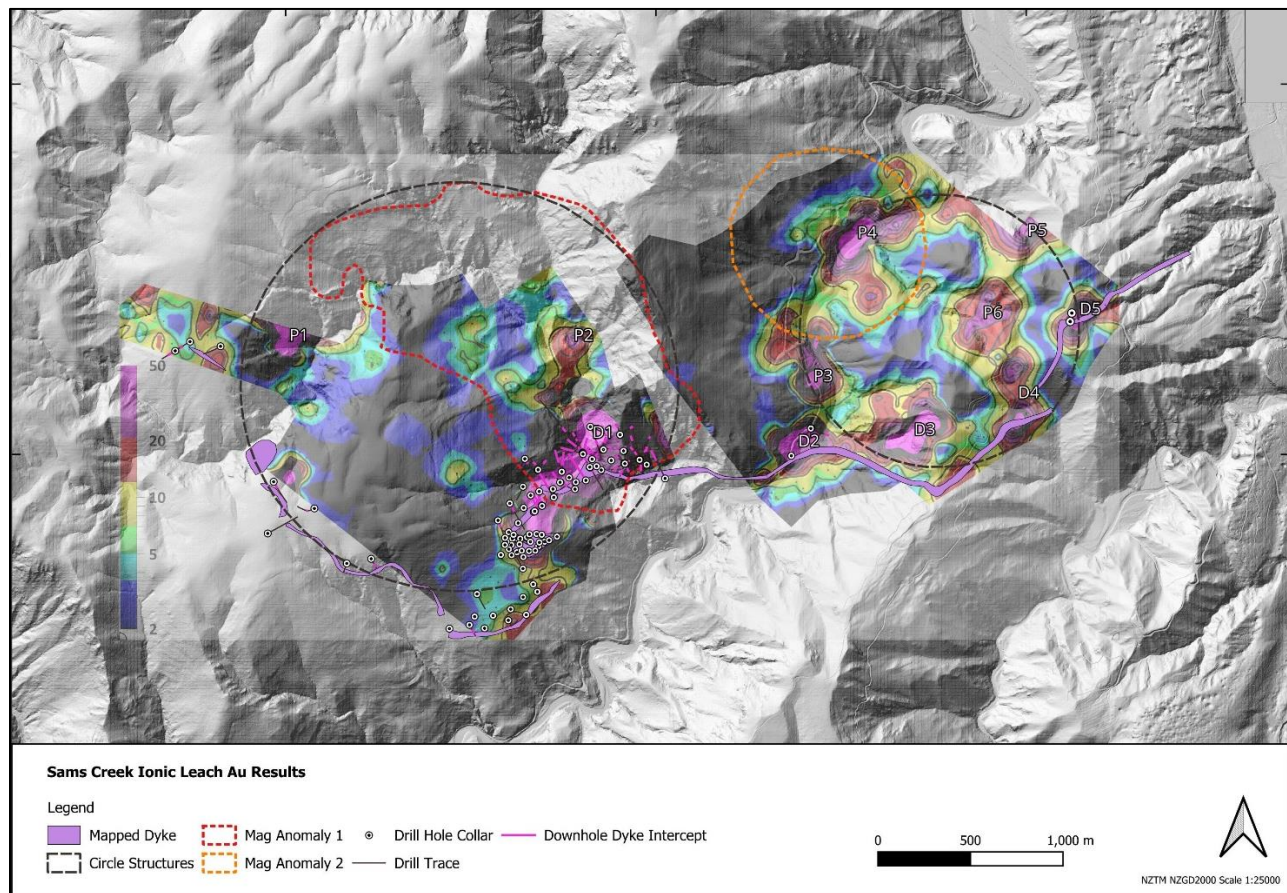 P4
P5
D5
P6
P1
P2
50
P3
D4
D1
D2
D3
20
10
5
2
Sams Creek Ionic Leach Au Results
Legend
Mapped Dyke
Mag Anomaly 1
Drill Hole Collar
Downhole Dyke Intercept
Circle Structures
Mag Anomaly 2
Drill Trace
0 500 1,000 m
NZTM NZGD2000 Scale 1:25000